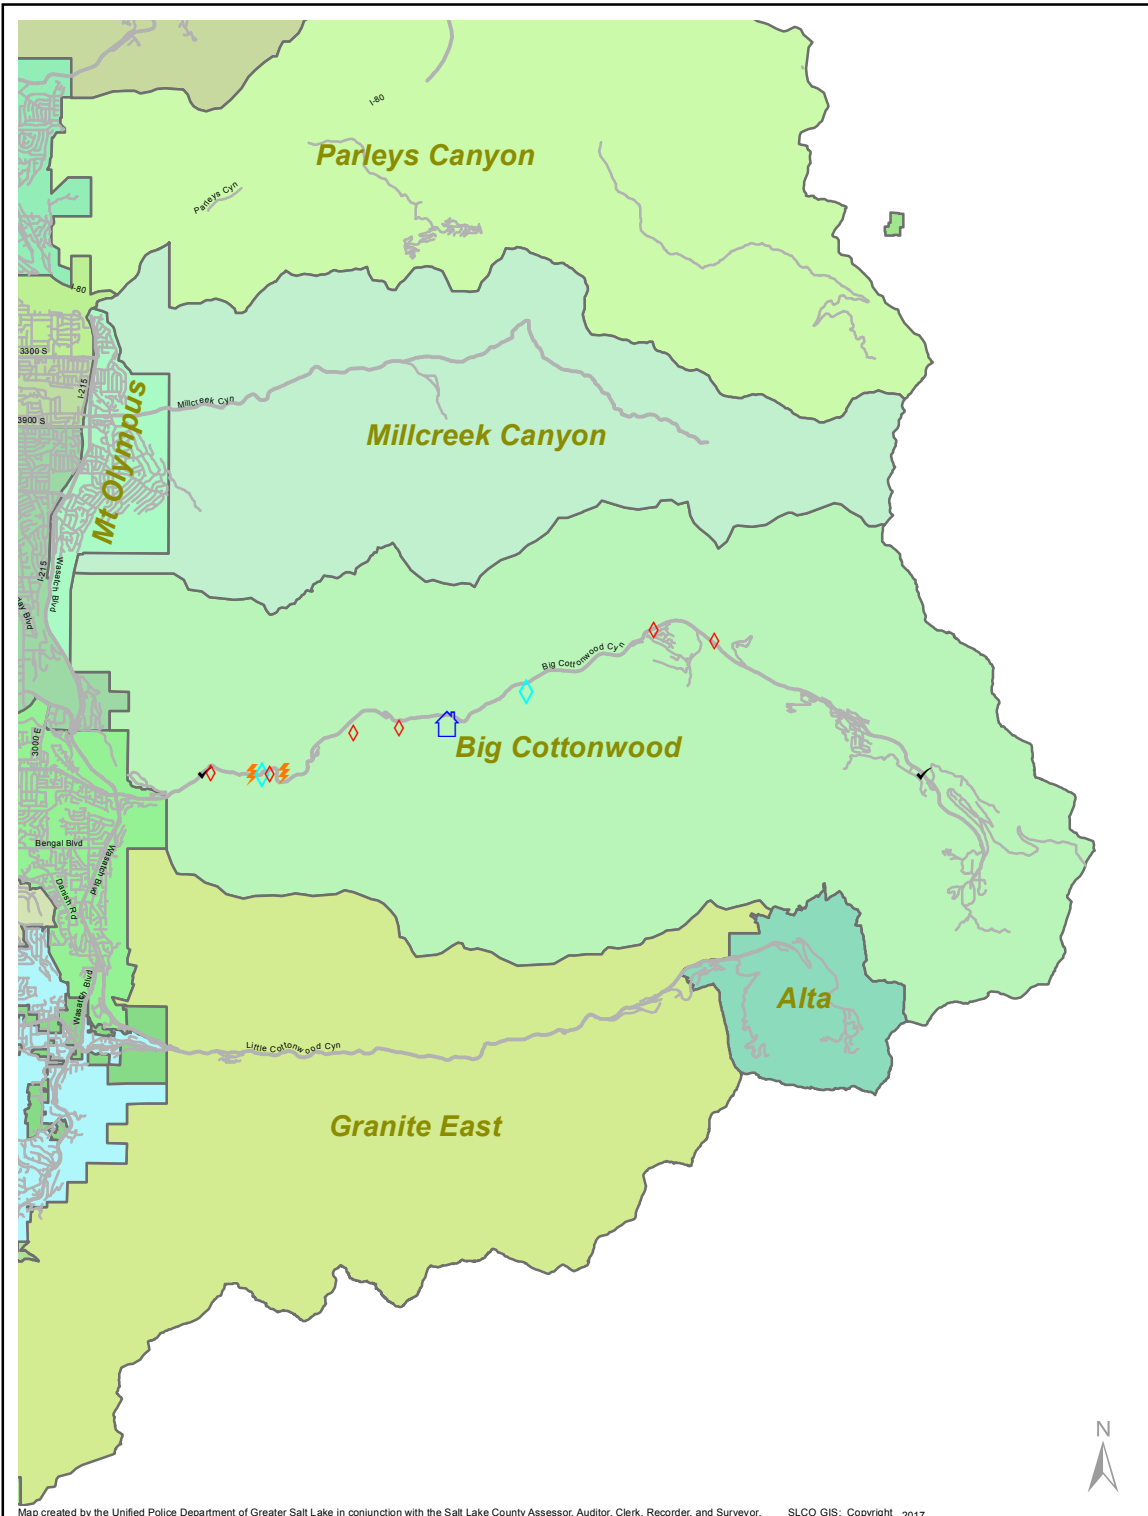 I-80
Parleys Canyon
Parleys Cyn
I-80
3300 S
I-215
Millcreek Cyn
3900 S
Mt Olympus
Millcreek Canyon
I-215
Wasatch Blvd
Blvd
Big Cottonwood Cyn
3000 E
Big Cottonwood
Bengal Blvd
Wasatch Blvd
Danish Rd
Wasatch Blvd
Alta
Little Cottonwood Cyn
Granite East
N
Map created by the Unified Police Department of Greater Salt Lake in conjunction with the Salt Lake County Assessor, Auditor, Clerk, Recorder, and Surveyor. SLCO GIS: Copyright 2017